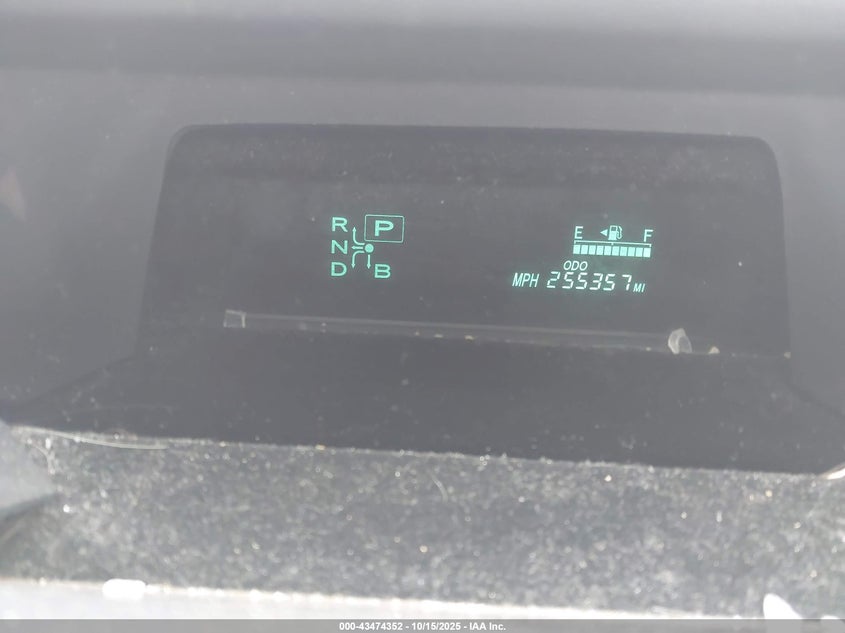 R P
N
D B
E F
ODO
MPH 255357 MI
000-43474352 - 10/15/2025 - IAA Inc.